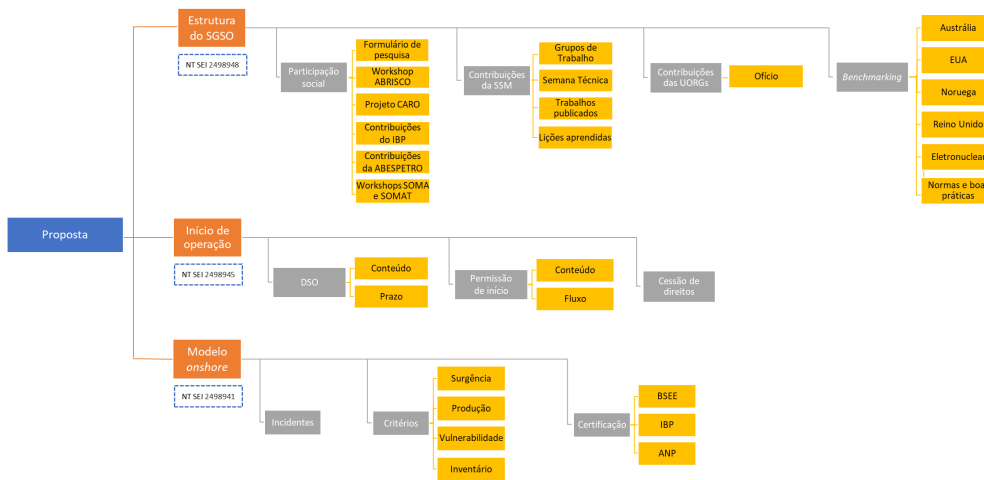 Proposta
Estrutura
do SGSO
NT SEI 2498948
Participação
social
Formulário de
pesquisa
Workshop
ABRISCO
Projeto CARO
Contribuições
do IBP
Contribuições
da ABESPETRO
Workshops SOMA
e SOMAT
Contribuições
da SSM
Grupos de
Trabalho
Semana Técnica
Trabalhos
publicados
Lições aprendidas
Contribuições
das UORGs
Ofício
Benchmarking
Austrália
EUA
Noruega
Reino Unido
Eletronuclear
Normas e boa
práticas
Início de
operação
NT SEI 2498945
DSO
Conteúdo
Prazo
Permissão
de início
Conteúdo
Fluxo
Cessão de
direitos
Modelo
onshore
NT SEI 2498941
Incidentes
Critérios
Surgência
Produção
Vulnerabilidade
Inventário
Certificação
BSEE
IBP
ANP